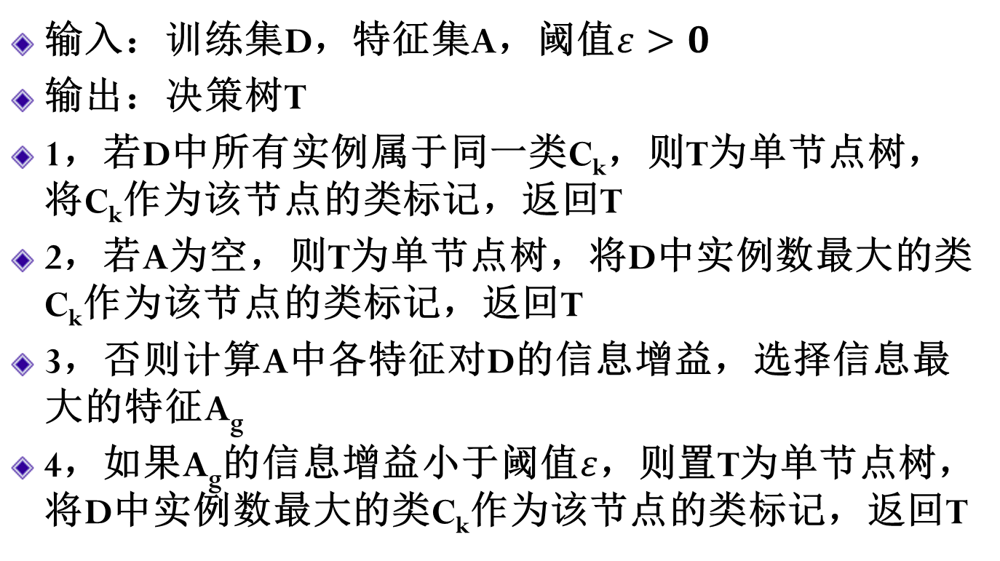 输入：训练集D，特征集A，阈值ε > 0
输出：决策树T
1，若D中所有实例属于同一类Ck，则T为单节点树，
将Ck作为该节点的类标记，返回T
2，若A为空，则T为单节点树，将D中实例数最大的类
Ck作为该节点的类标记，返回T
3，否则计算A中各特征对D的信息增益，选择信息最
大的特征Ag
4，如果Ag的信息增益小于阈值ε，则置T为单节点树，
将D中实例数最大的类Ck作为该节点的类标记，返回T